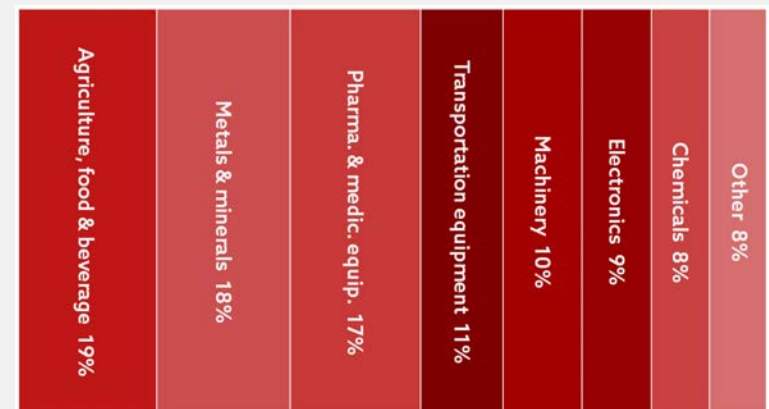 Agriculture, food & beverage 19%
Metals & minerals 18%
Pharma. & medic. equip. 17%
Transportation equipment 11%
Machinery 10%
Electronics 9%
Chemicals 8%
Other 8%